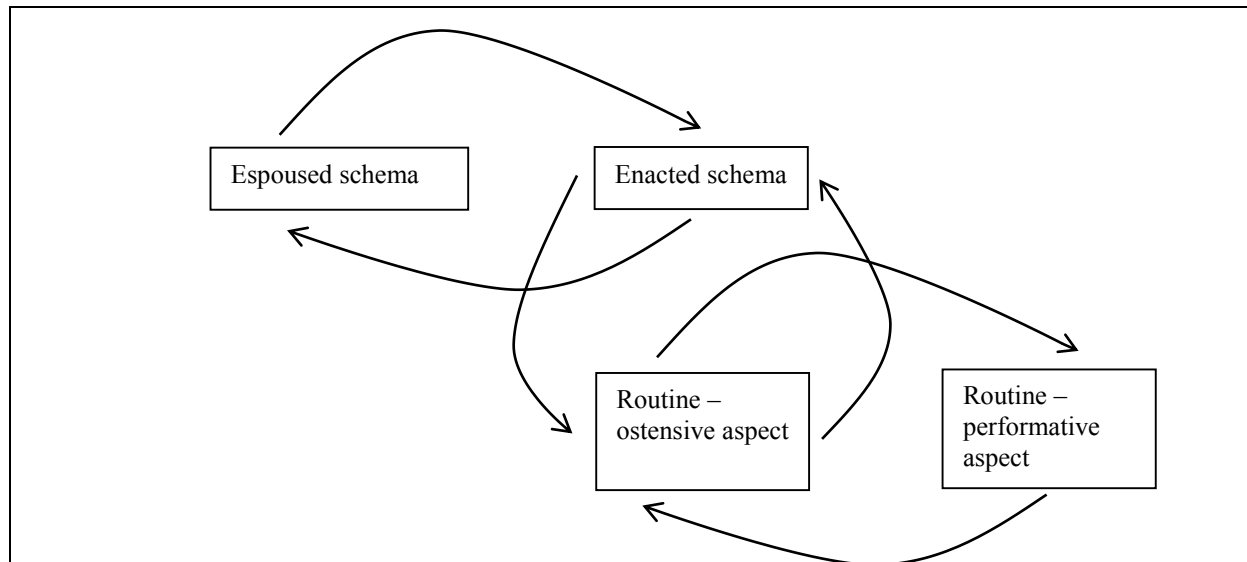 Espoused schema
Enacted schema
Routine –
ostensive aspect
Routine –
performative
aspect